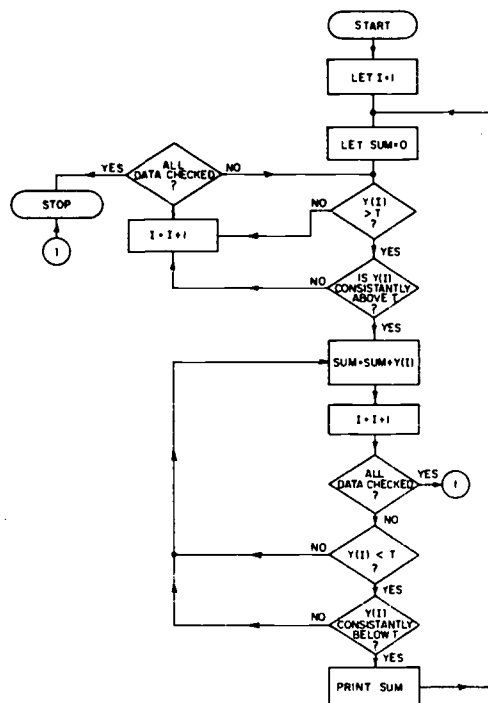 START
LET I=1
LET SUM=0
ALL
DATA CHECKED
?
YES
NO
STOP
1
I = I + 1
Y(I)
> T
?
NO
YES
IS Y(I)
CONSISTANTLY
ABOVE T
?
NO
YES
SUM=SUM+Y(I)
I = I + 1
ALL
DATA CHECKED
?
YES
1
NO
Y(I) < T
?
NO
YES
Y(I)
CONSISTANTLY
BELOW T
?
NO
YES
PRINT SUM